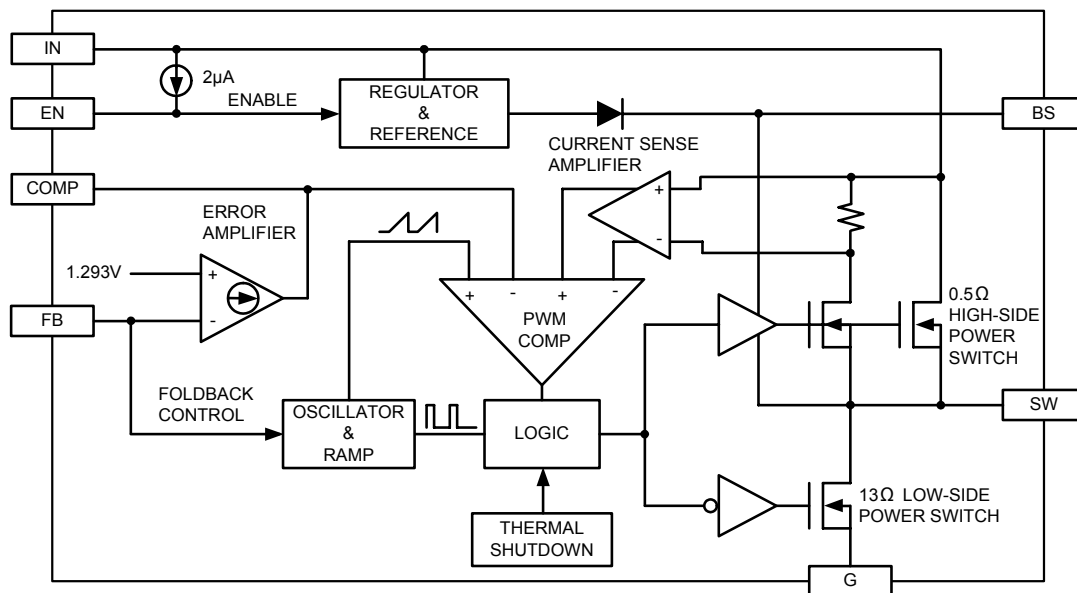 IN
2µA
EN
ENABLE
REGULATOR
&
REFERENCE
BS
CURRENT SENSE
AMPLIFIER
COMP
+
-
ERROR
AMPLIFIER
1.293V
+
-
FB
+ - + -
PWM
COMP
0.5Ω
HIGH-SIDE
POWER
SWITCH
FOLDBACK
CONTROL
OSCILLATOR
&
RAMP
LOGIC
SW
13Ω LOW-SIDE
POWER SWITCH
THERMAL
SHUTDOWN
G